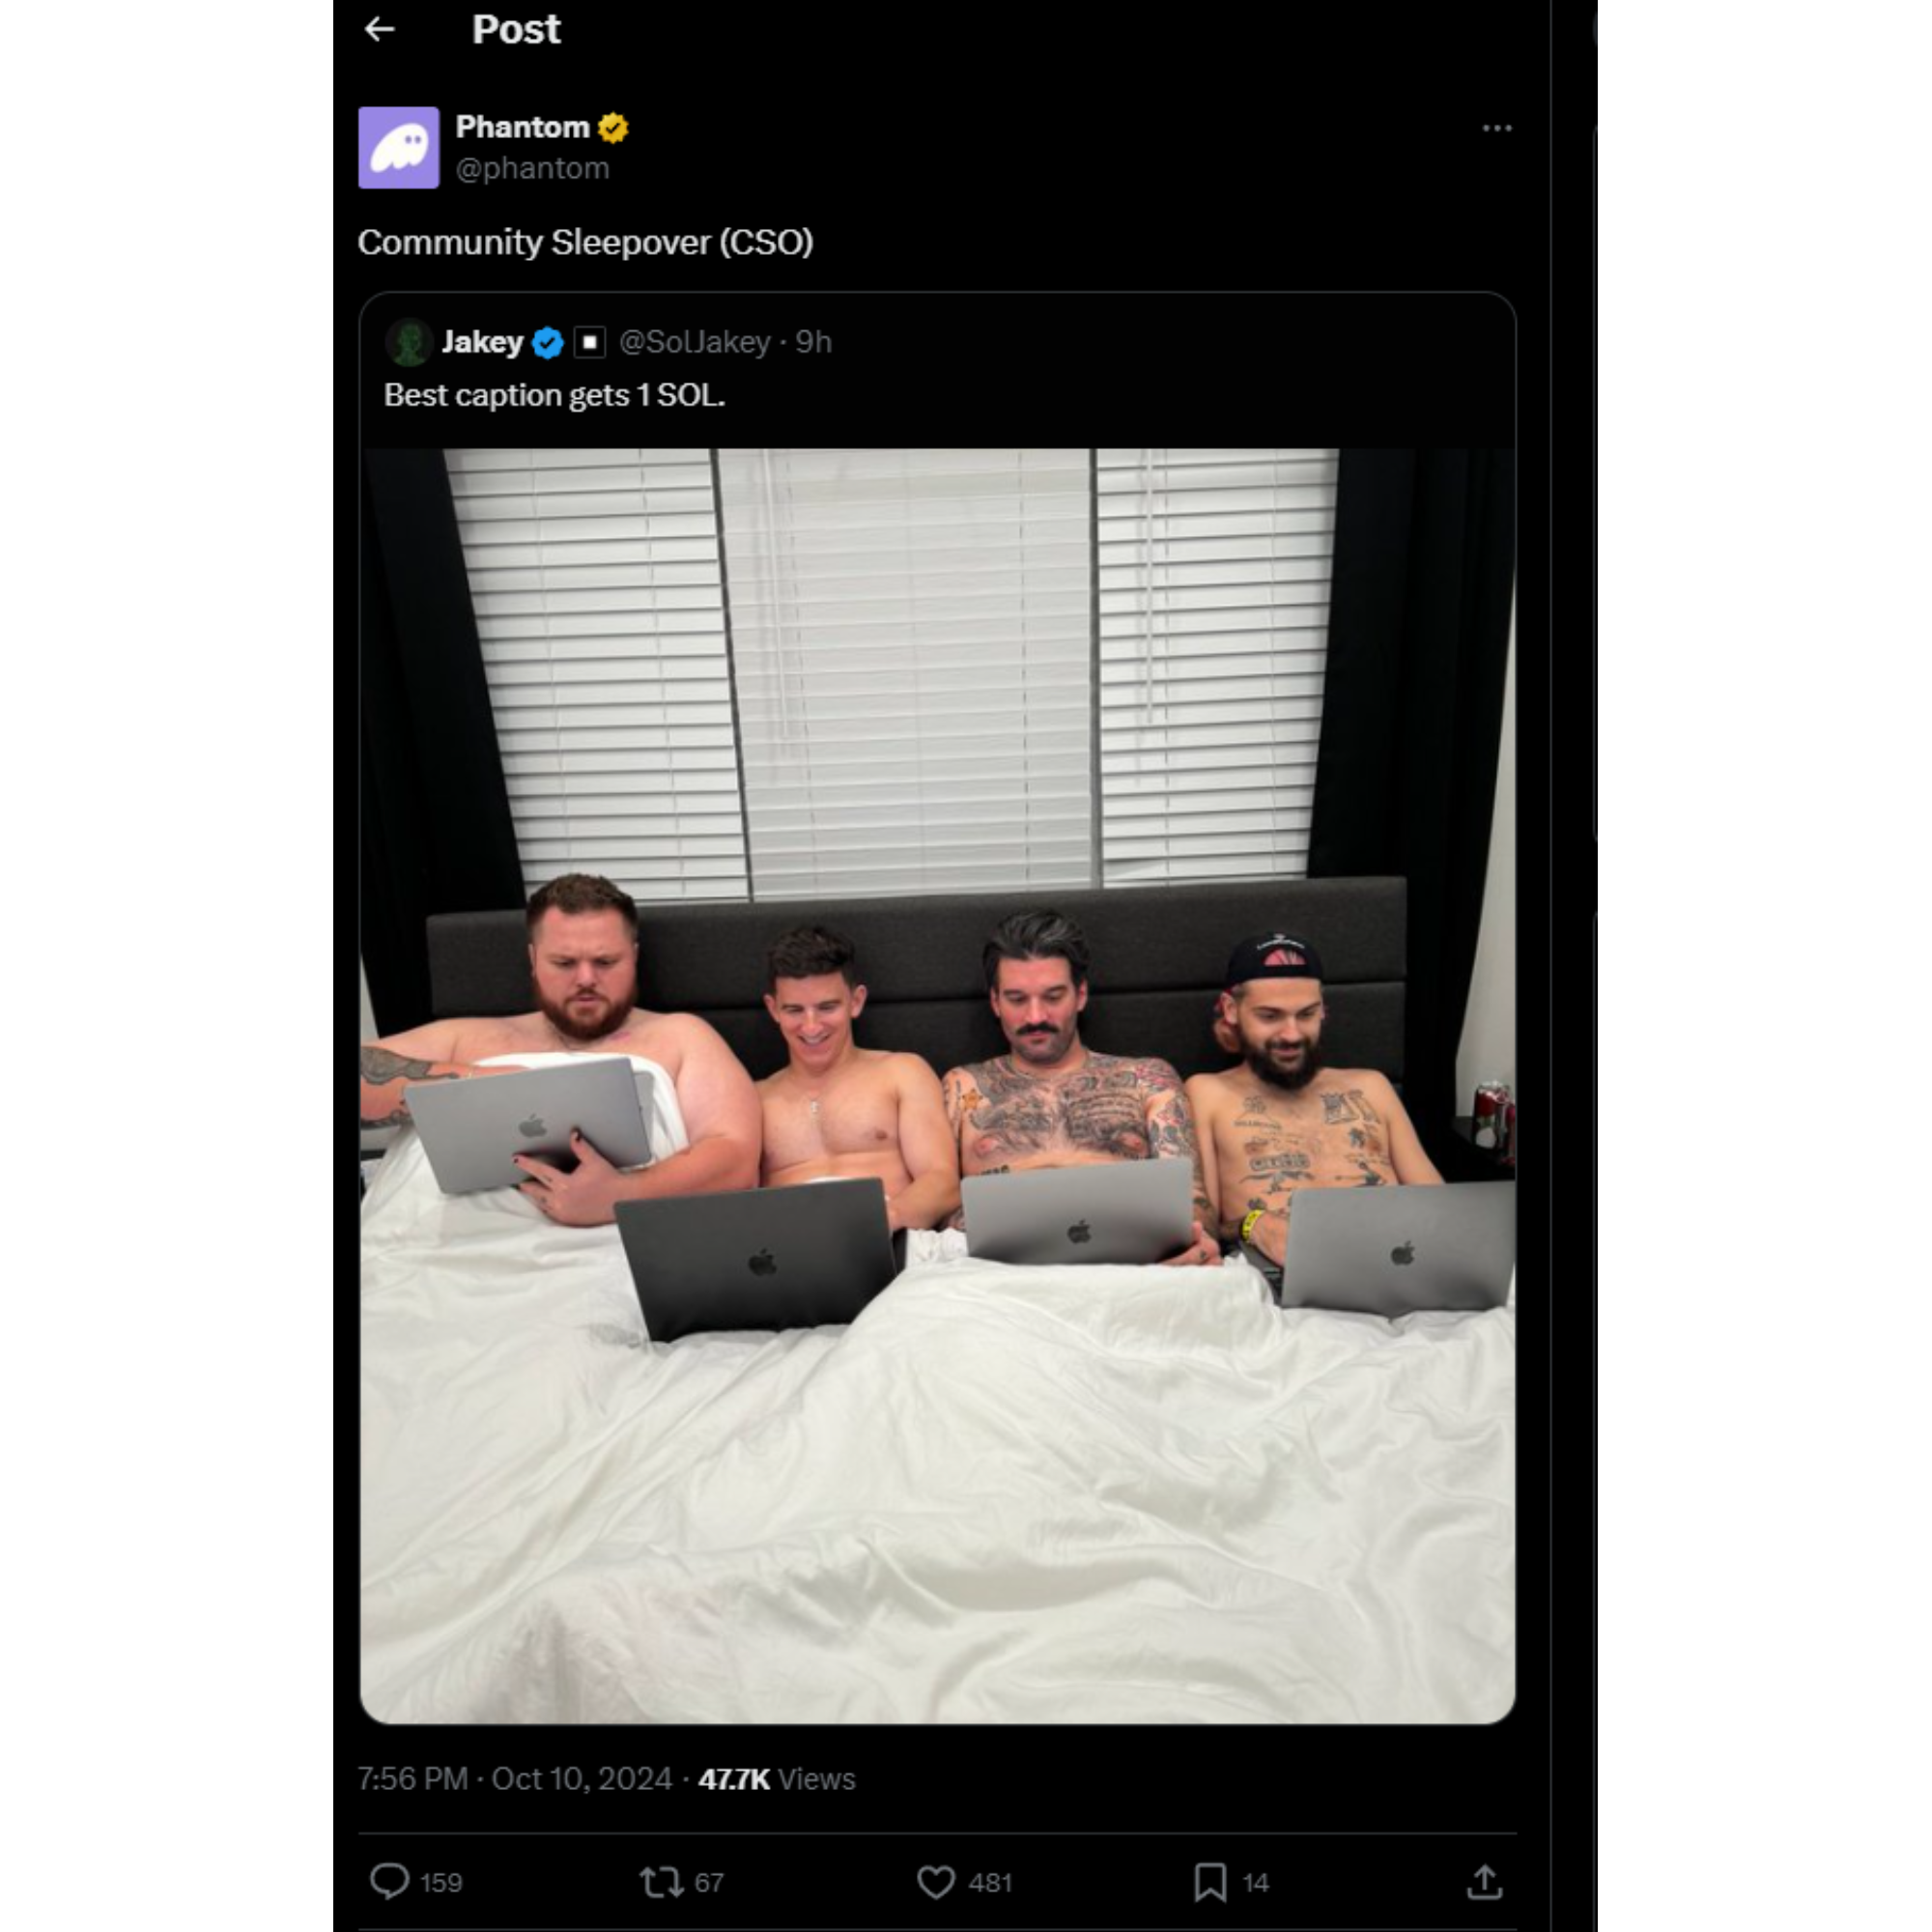 Post
Phantom
@phantom
Community Sleepover (CSO)
Jakey @SolJakey · 9h
Best caption gets 1 SOL.
7:56 PM · Oct 10, 2024 · 47.7K Views
159 67 481 14